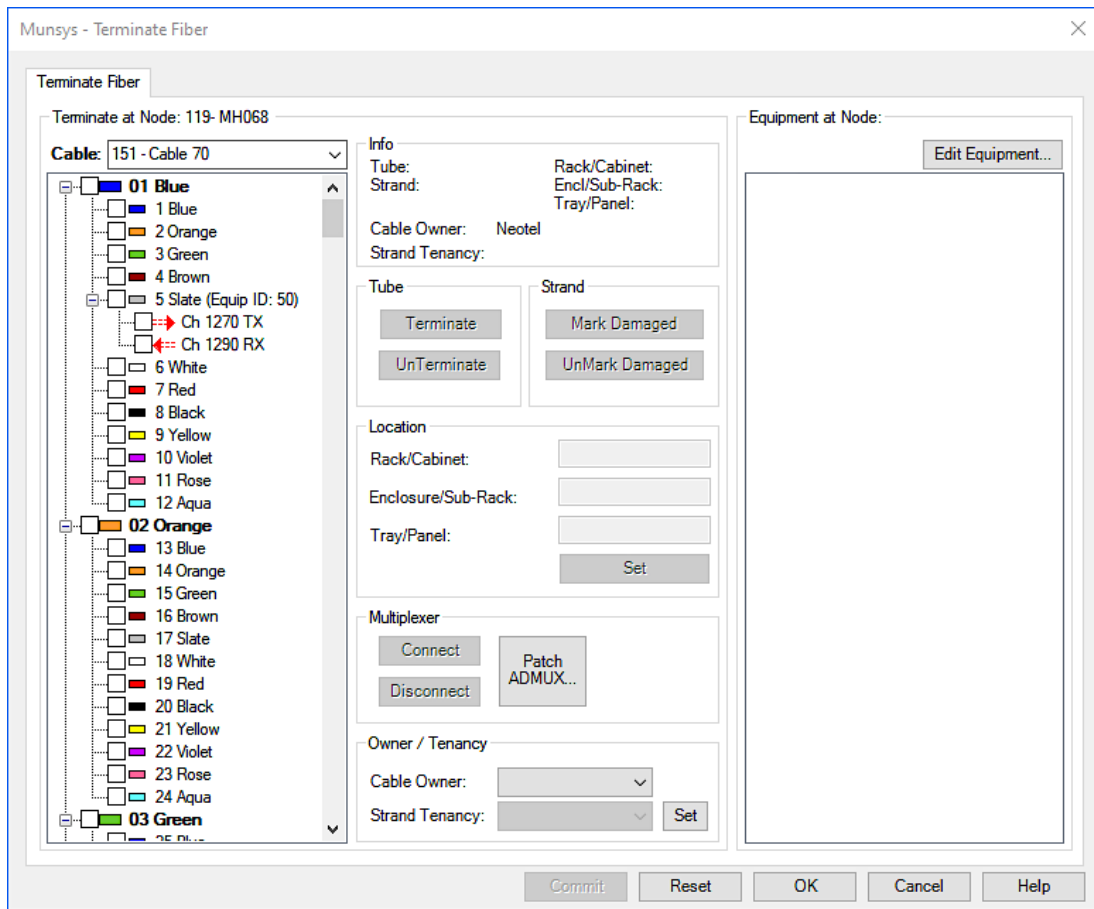 Munsys - Terminate Fiber
Terminate Fiber
Terminate at Node: 119- MH068
Cable: 151 - Cable 70
01 Blue
1 Blue
2 Orange
3 Green
4 Brown
5 Slate (Equip ID: 50)
Ch 1270 TX
Ch 1290 RX
6 White
7 Red
8 Black
9 Yellow
10 Violet
11 Rose
12 Aqua
02 Orange
13 Blue
14 Orange
15 Green
16 Brown
17 Slate
18 White
19 Red
20 Black
21 Yellow
22 Violet
23 Rose
24 Aqua
03 Green
25 Blue
Info
Tube: Rack/Cabinet:
Strand: Encl/Sub-Rack:
Tray/Panel:
Cable Owner: Neotel
Strand Tenancy:
Tube
Terminate
UnTerminate
Strand
Mark Damaged
UnMark Damaged
Location
Rack/Cabinet:
Enclosure/Sub-Rack:
Tray/Panel:
Set
Multiplexer
Connect
Disconnect
Patch
ADMUX...
Owner / Tenancy
Cable Owner:
Strand Tenancy: Set
Equipment at Node:
Edit Equipment...
Commit Reset OK Cancel Help